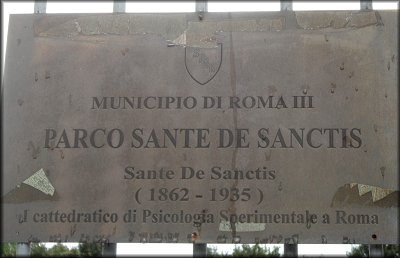 MUNICIPIO DI ROMA III
PARCO SANTE DE SANCTIS
Sante De Sanctis
( 1862 - 1935 )
I cattedratico di Psicologia Sperimentale a Roma